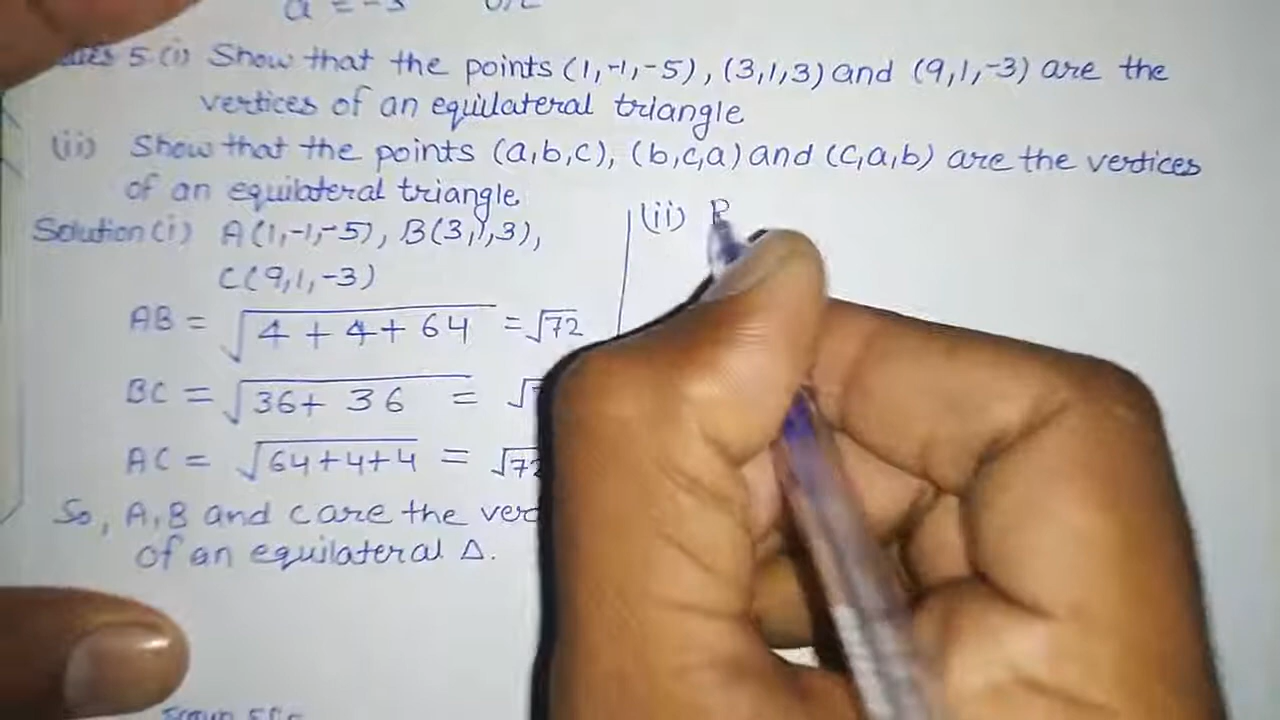 a = -3
5.(i) Show that the points (1,-1,-5), (3,1,3) and (9,1,-3) are the
vertices of an equilateral triangle
(ii) Show that the points (a,b,c), (b,c,a) and (c,a,b) are the vertices
of an equilateral triangle
Solution(i) A(1,-1,-5), B(3,1,3),
C(9,1,-3)
AB = √4 + 4 + 64 = √72
BC = √36 + 36 = √
AC = √64+4+4 = √72
So, A, B and C are the
of an equilateral Δ.
(ii) P